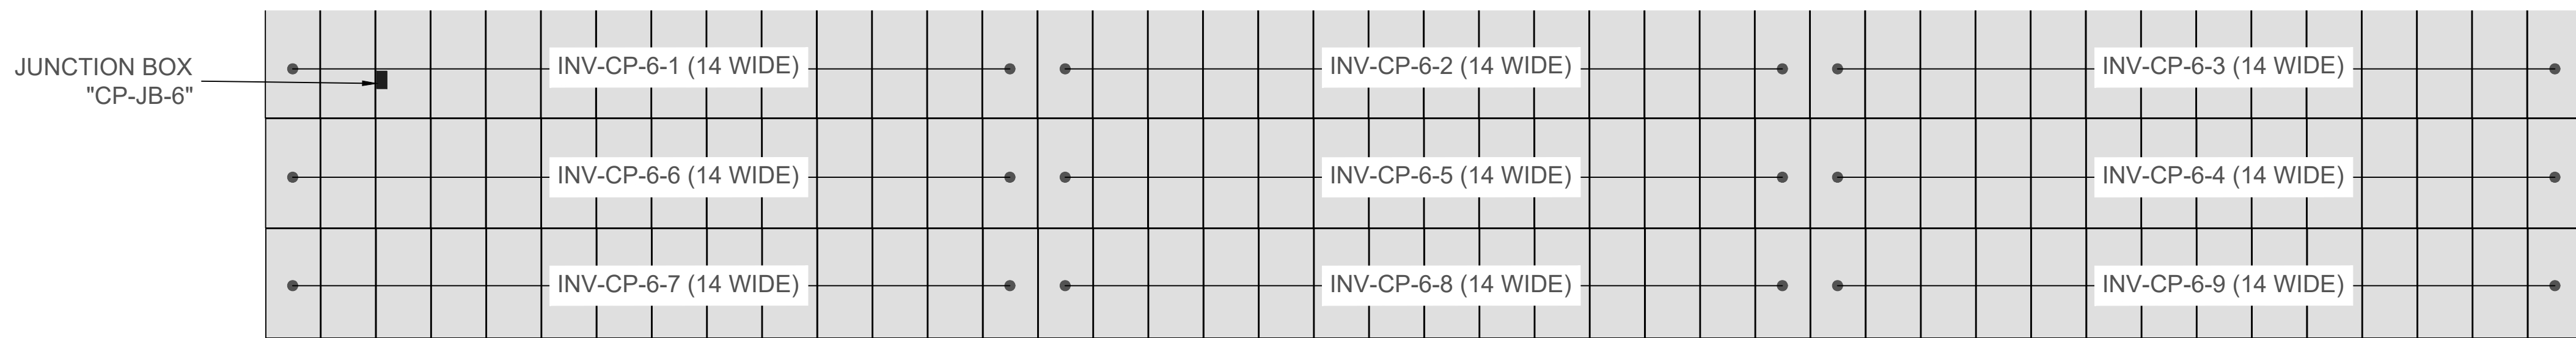 JUNCTION BOX
"CP-JB-6"
INV-CP-6-1 (14 WIDE)
INV-CP-6-2 (14 WIDE)
INV-CP-6-3 (14 WIDE)
INV-CP-6-6 (14 WIDE)
INV-CP-6-5 (14 WIDE)
INV-CP-6-4 (14 WIDE)
INV-CP-6-7 (14 WIDE)
INV-CP-6-8 (14 WIDE)
INV-CP-6-9 (14 WIDE)